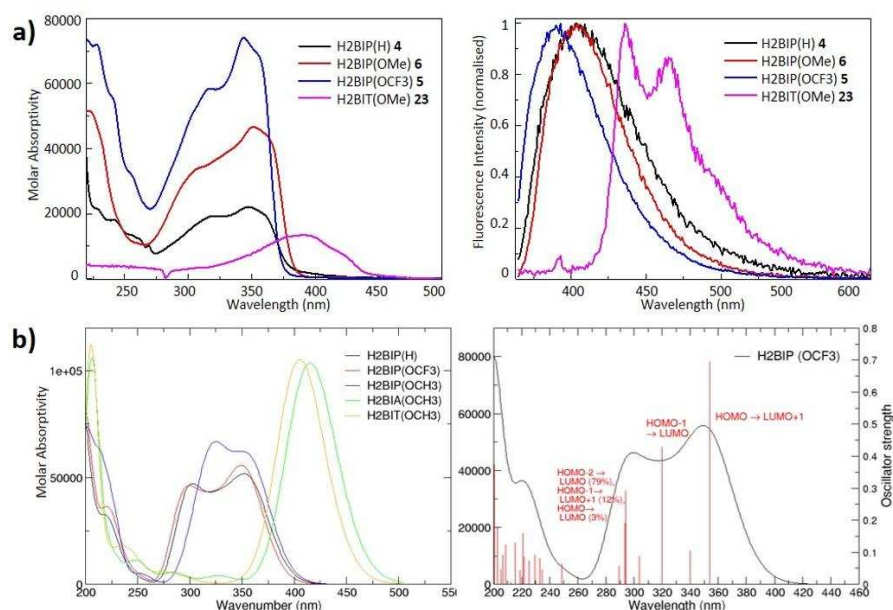 a)
80000
60000
40000
20000
0
Molar Absorptivity
H2BIP(H) 4
H2BIP(OMe) 6
H2BIP(OCF3) 5
H2BIT(OMe) 23
250 300 350 400 450 500
Wavelength (nm)
1
0.8
0.6
0.4
0.2
0
Fluorescence Intensity (normalised)
H2BIP(H) 4
H2BIP(OMe) 6
H2BIP(OCF3) 5
H2BIT(OMe) 23
400 450 500 550 600
Wavelength (nm)
b)
1e+05
50000
0
Molar Absorptivity
H2BIP(H)
H2BIP(OCF3)
H2BIP(OCH3)
H2BIA(OCH3)
H2BIT(OCH3)
200 250 300 350 400 450 500 550
Wavenumber (nm)
80000
60000
40000
20000
0
H2BIP (OCF3)
HOMO-1
→ LUMO
HOMO → LUMO+1
HOMO-2 →
LUMO (79%),
HOMO-1→
LUMO+1 (12%),
HOMO→
LUMO (3%)
0.8
0.7
0.6
0.5
0.4
0.3
0.2
0.1
0
Oscillator strength
200 220 240 260 280 300 320 340 360 380 400 420 440 460
Wavelength (nm)